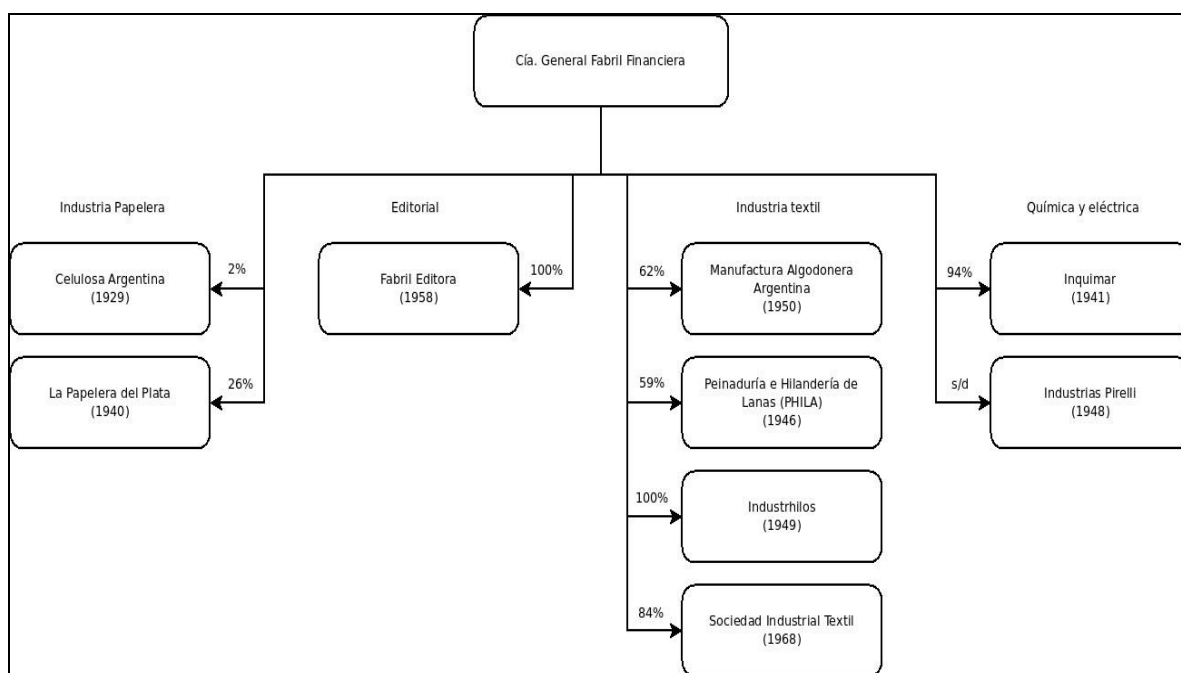 Cía. General Fabril Financiera
Industria Papelera
Editorial
Industria textil
Química y eléctrica
Celulosa Argentina
(1929)
2%
Fabril Editora
(1958)
100%
62%
Manufactura Algodonera
Argentina
(1950)
94%
Inquimar
(1941)
La Papelera del Plata
(1940)
26%
59%
Peinaduría e Hilandería de
Lanas (PHILA)
(1946)
s/d
Industrias Pirelli
(1948)
100%
Industrhilos
(1949)
84%
Sociedad Industrial Textil
(1968)